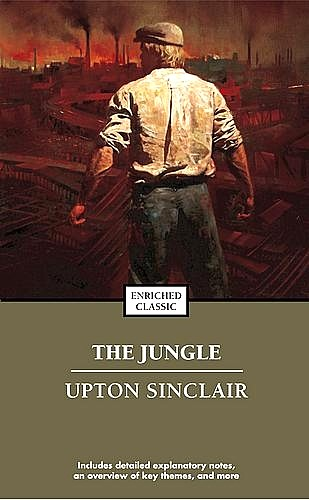 ENRICHED
CLASSIC
THE JUNGLE
UPTON SINCLAIR
Includes detailed explanatory notes,
an overview of key themes, and more